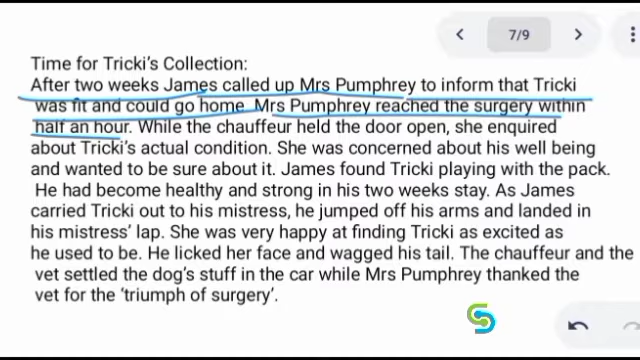 7/9
Time for Tricki's Collection:
After two weeks James called up Mrs Pumphrey to inform that Tricki
was fit and could go home. Mrs Pumphrey reached the surgery within
half an hour. While the chauffeur held the door open, she enquired
about Tricki's actual condition. She was concerned about his well being
and wanted to be sure about it. James found Tricki playing with the pack.
He had become healthy and strong in his two weeks stay. As James
carried Tricki out to his mistress, he jumped off his arms and landed in
his mistress' lap. She was very happy at finding Tricki as excited as
he used to be. He licked her face and wagged his tail. The chauffeur and the
vet settled the dog's stuff in the car while Mrs Pumphrey thanked the
vet for the 'triumph of surgery'.